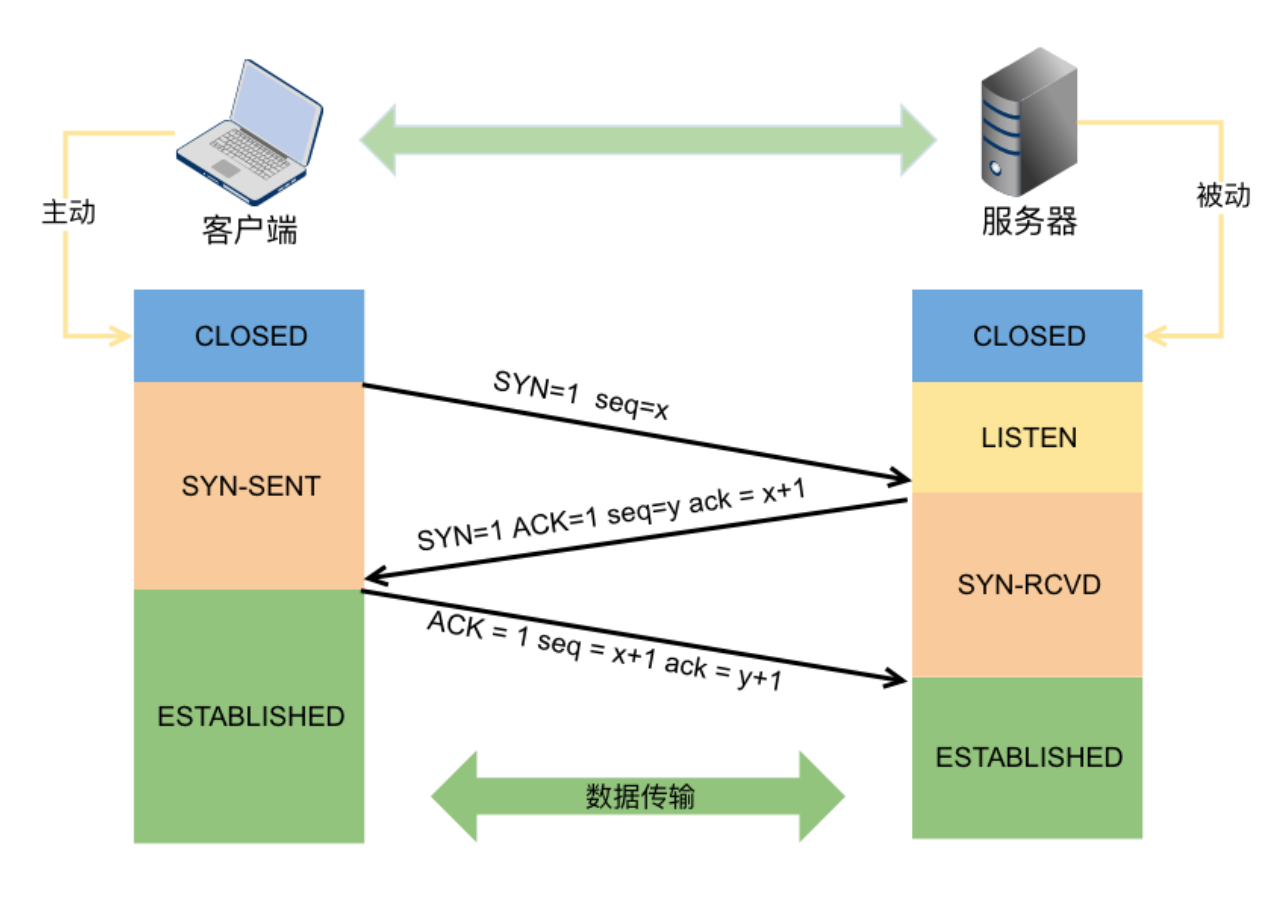 主动
客户端
服务器
被动
CLOSED
CLOSED
SYN=1  seq=x
LISTEN
SYN-SENT
SYN=1 ACK=1 seq=y ack = x+1
SYN-RCVD
ACK = 1 seq = x+1 ack = y+1
ESTABLISHED
ESTABLISHED
数据传输